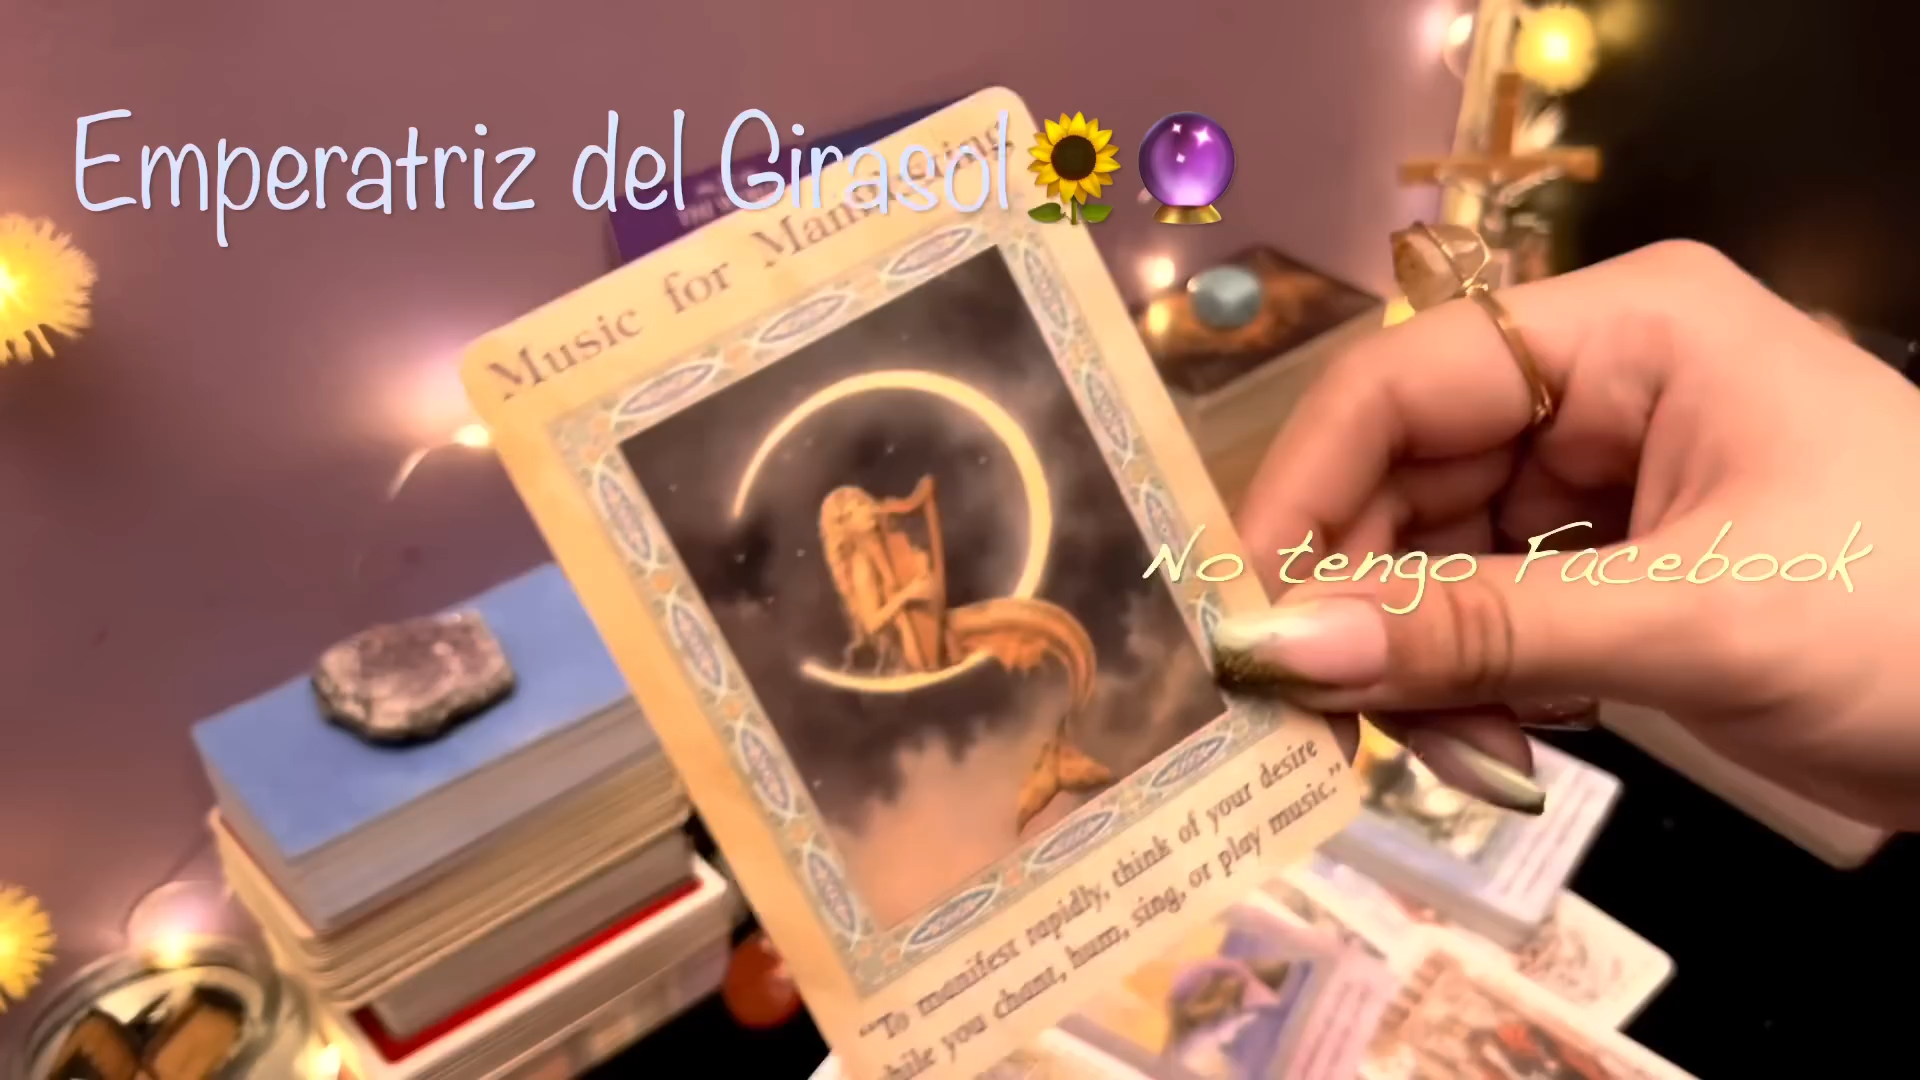 Emperatriz del Girasol🌻🔮
Music for Manifesting
No tengo Facebook
“To manifest rapidly, think of your desire
while you chant, hum, sing, or play music.”